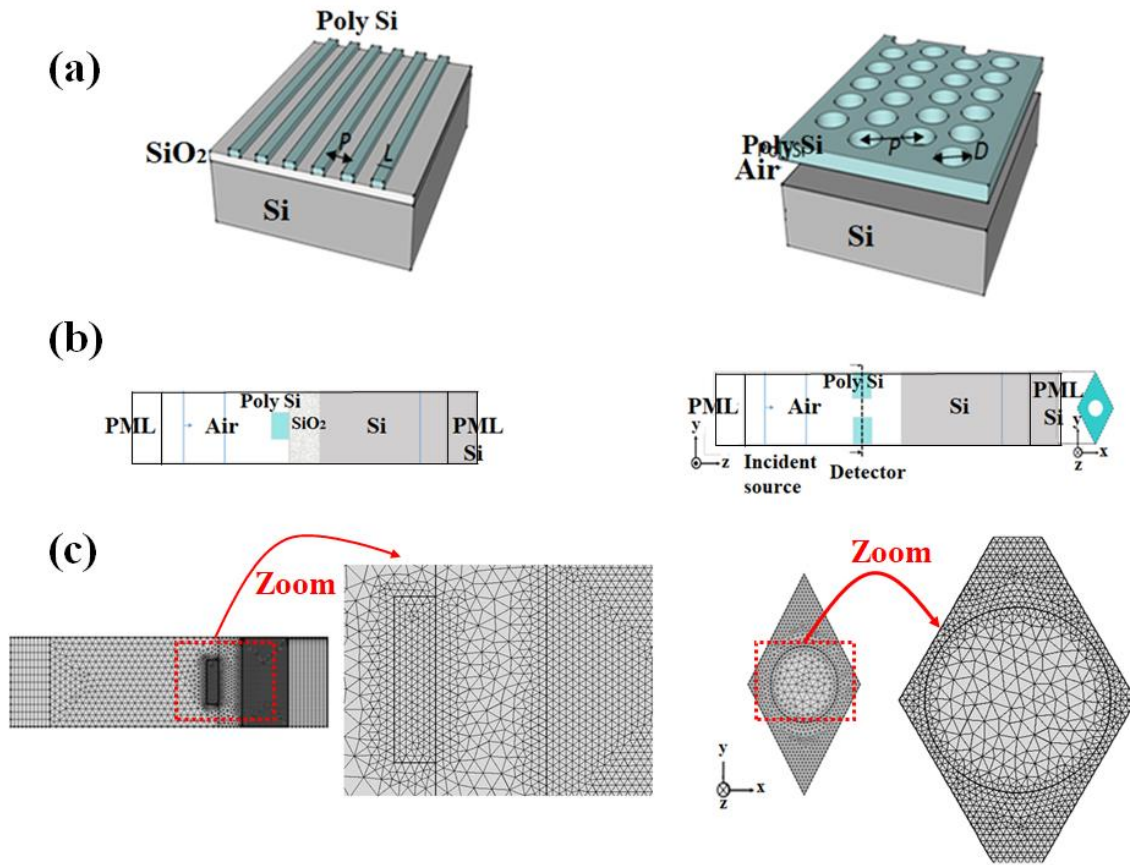 (a)
Poly Si
SiO2
P
L
Si
Poly Si
Air
P
D
Si
(b)
PML
Air
Poly Si
SiO2
Si
PML
Si
PML
Air
Poly Si
Si
PML
Si
y
z
Incident
source
Detector
y
z
x
(c)
Zoom
Zoom
y
z
x